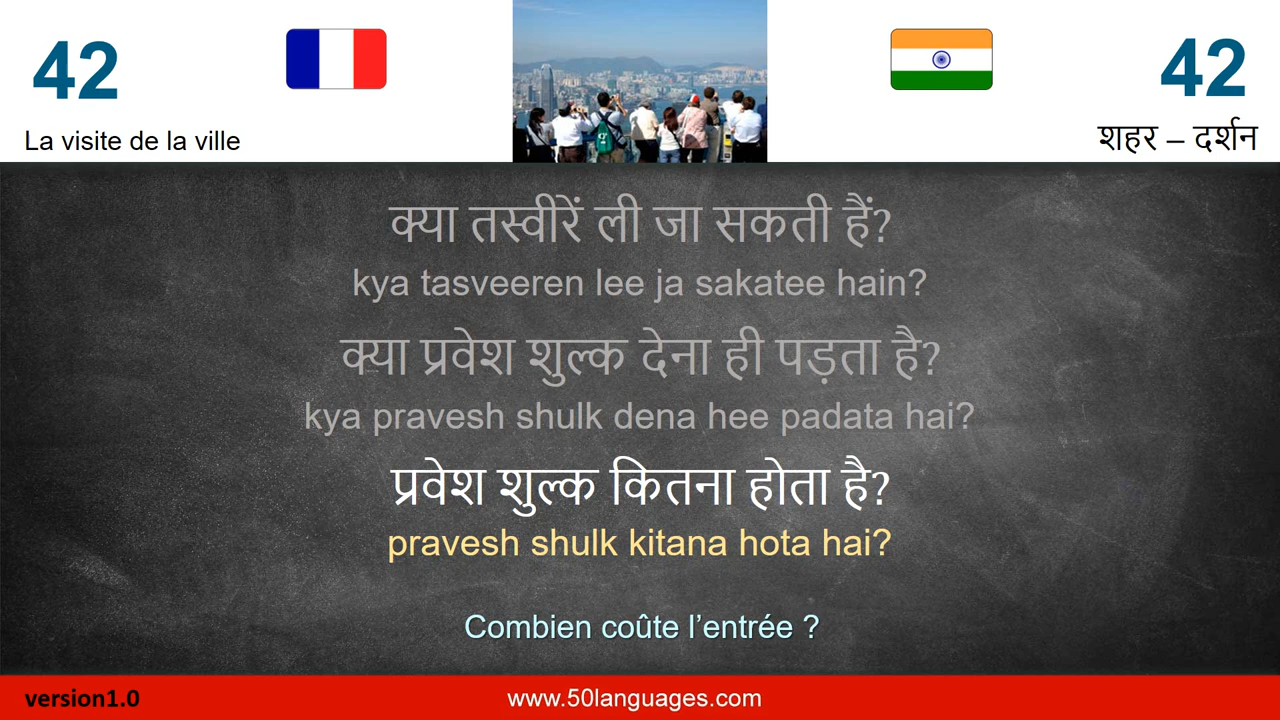 42
42
La visite de la ville
शहर – दर्शन
क्या तस्वीरें ली जा सकती हैं?
kya tasveeren lee ja sakatee hain?
क्या प्रवेश शुल्क देना ही पड़ता है?
kya pravesh shulk dena hee padata hai?
प्रवेश शुल्क कितना होता है?
pravesh shulk kitana hota hai?
Combien coûte l’entrée ?
version1.0
www.50languages.com